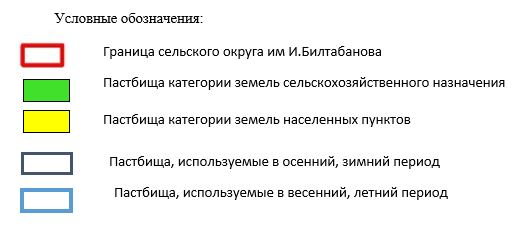 Условные обозначения:
Граница сельского округа им И.Билтабанова
Пастбища категории земель сельскохозяйственного назначения
Пастбища категории земель населенных пунктов
Пастбища, используемые в осенний, зимний период
Пастбища, используемые в весенний, летний период